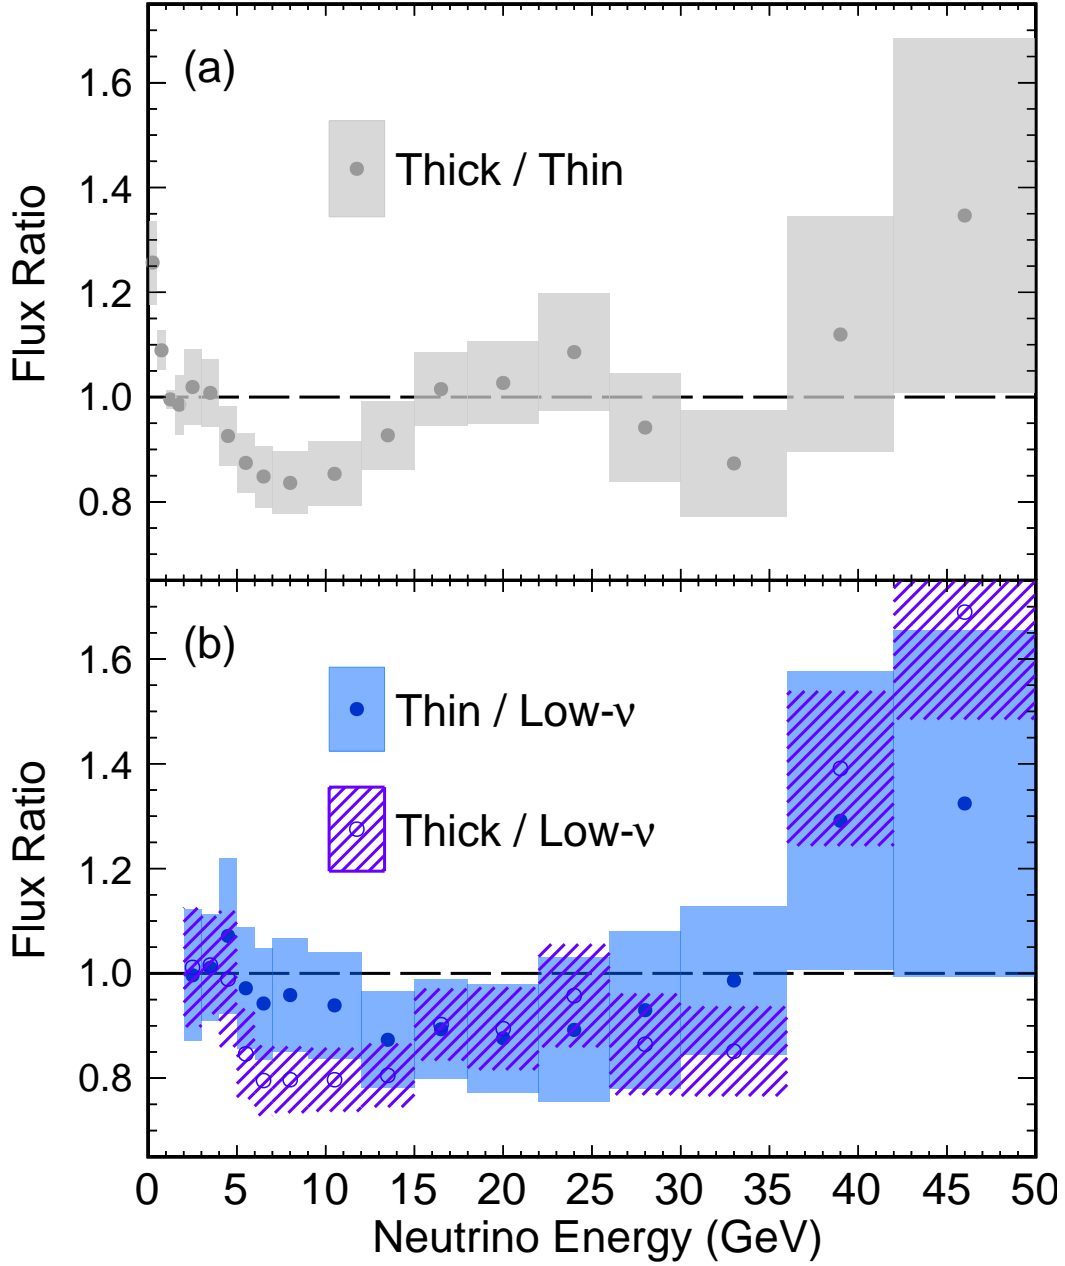 (a)
Thick / Thin
Flux Ratio
1.6
1.4
1.2
1.0
0.8
(b)
Thin / Low-ν
Thick / Low-ν
Flux Ratio
1.6
1.4
1.2
1.0
0.8
0 5 10 15 20 25 30 35 40 45 50
Neutrino Energy (GeV)